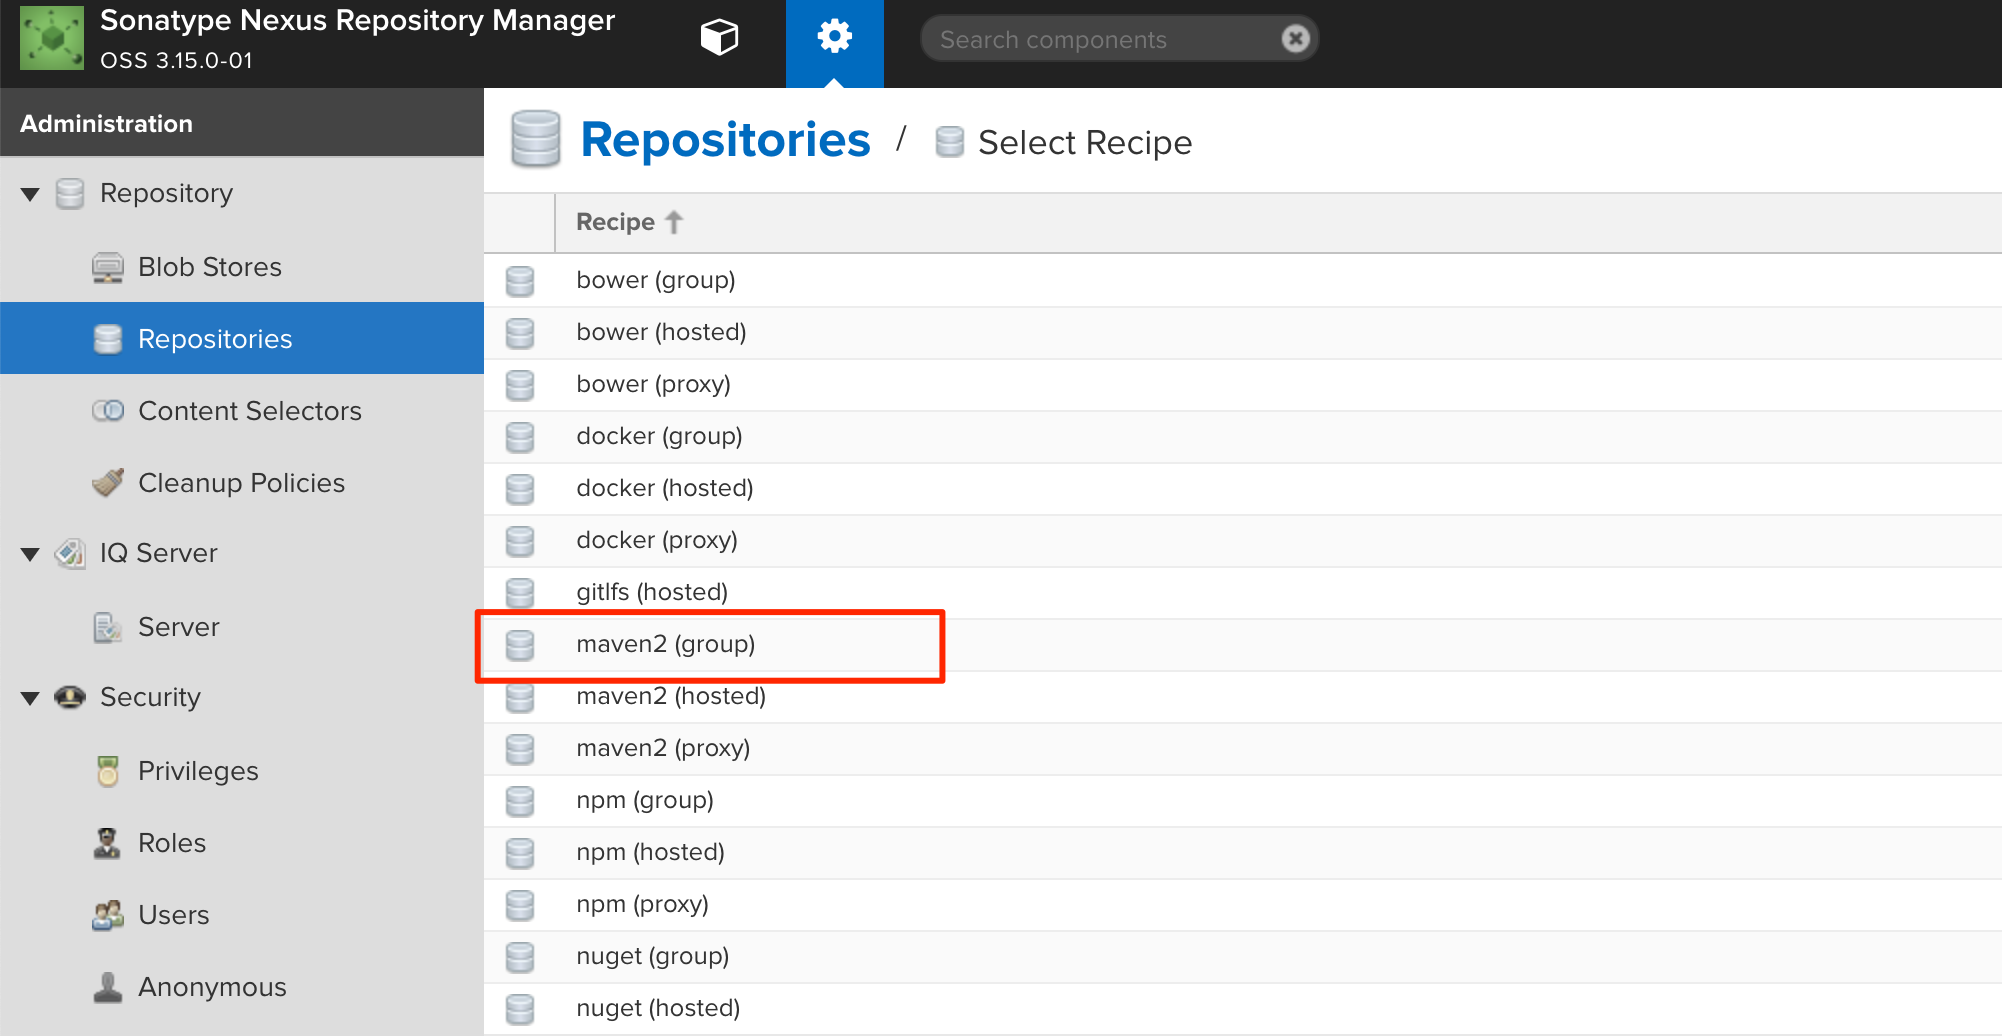 Sonatype Nexus Repository Manager
OSS 3.15.0-01
Search components
Administration
Repository
Blob Stores
Repositories
Content Selectors
Cleanup Policies
IQ Server
Server
Security
Privileges
Roles
Users
Anonymous
Repositories / Select Recipe
Recipe
bower (group)
bower (hosted)
bower (proxy)
docker (group)
docker (hosted)
docker (proxy)
gitlfs (hosted)
maven2 (group)
maven2 (hosted)
maven2 (proxy)
npm (group)
npm (hosted)
npm (proxy)
nuget (group)
nuget (hosted)